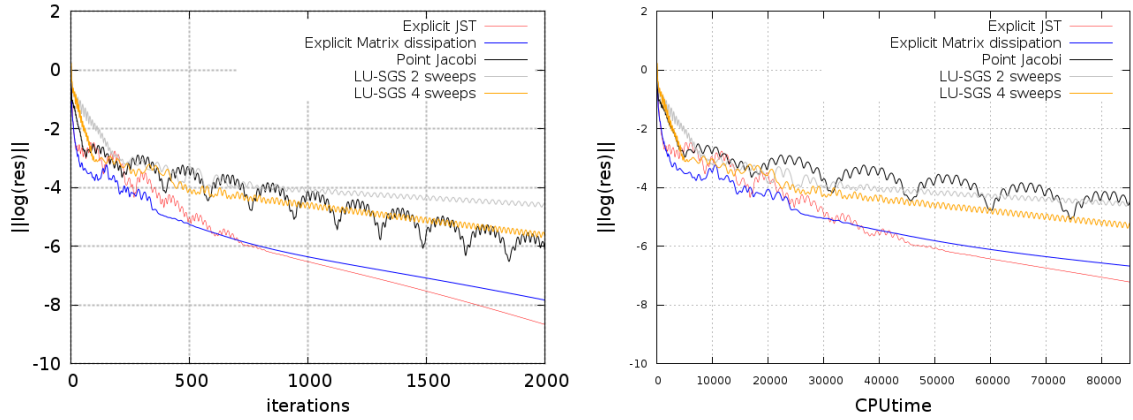 2
0
-2
-4
-6
-8
-10
||log(res)||
Explicit JST
Explicit Matrix dissipation
Point Jacobi
LU-SGS 2 sweeps
LU-SGS 4 sweeps
0 500 1000 1500 2000
iterations
2
0
-2
-4
-6
-8
-10
||log(res)||
Explicit JST
Explicit Matrix dissipation
Point Jacobi
LU-SGS 2 sweeps
LU-SGS 4 sweeps
0 10000 20000 30000 40000 50000 60000 70000 80000
CPUtime